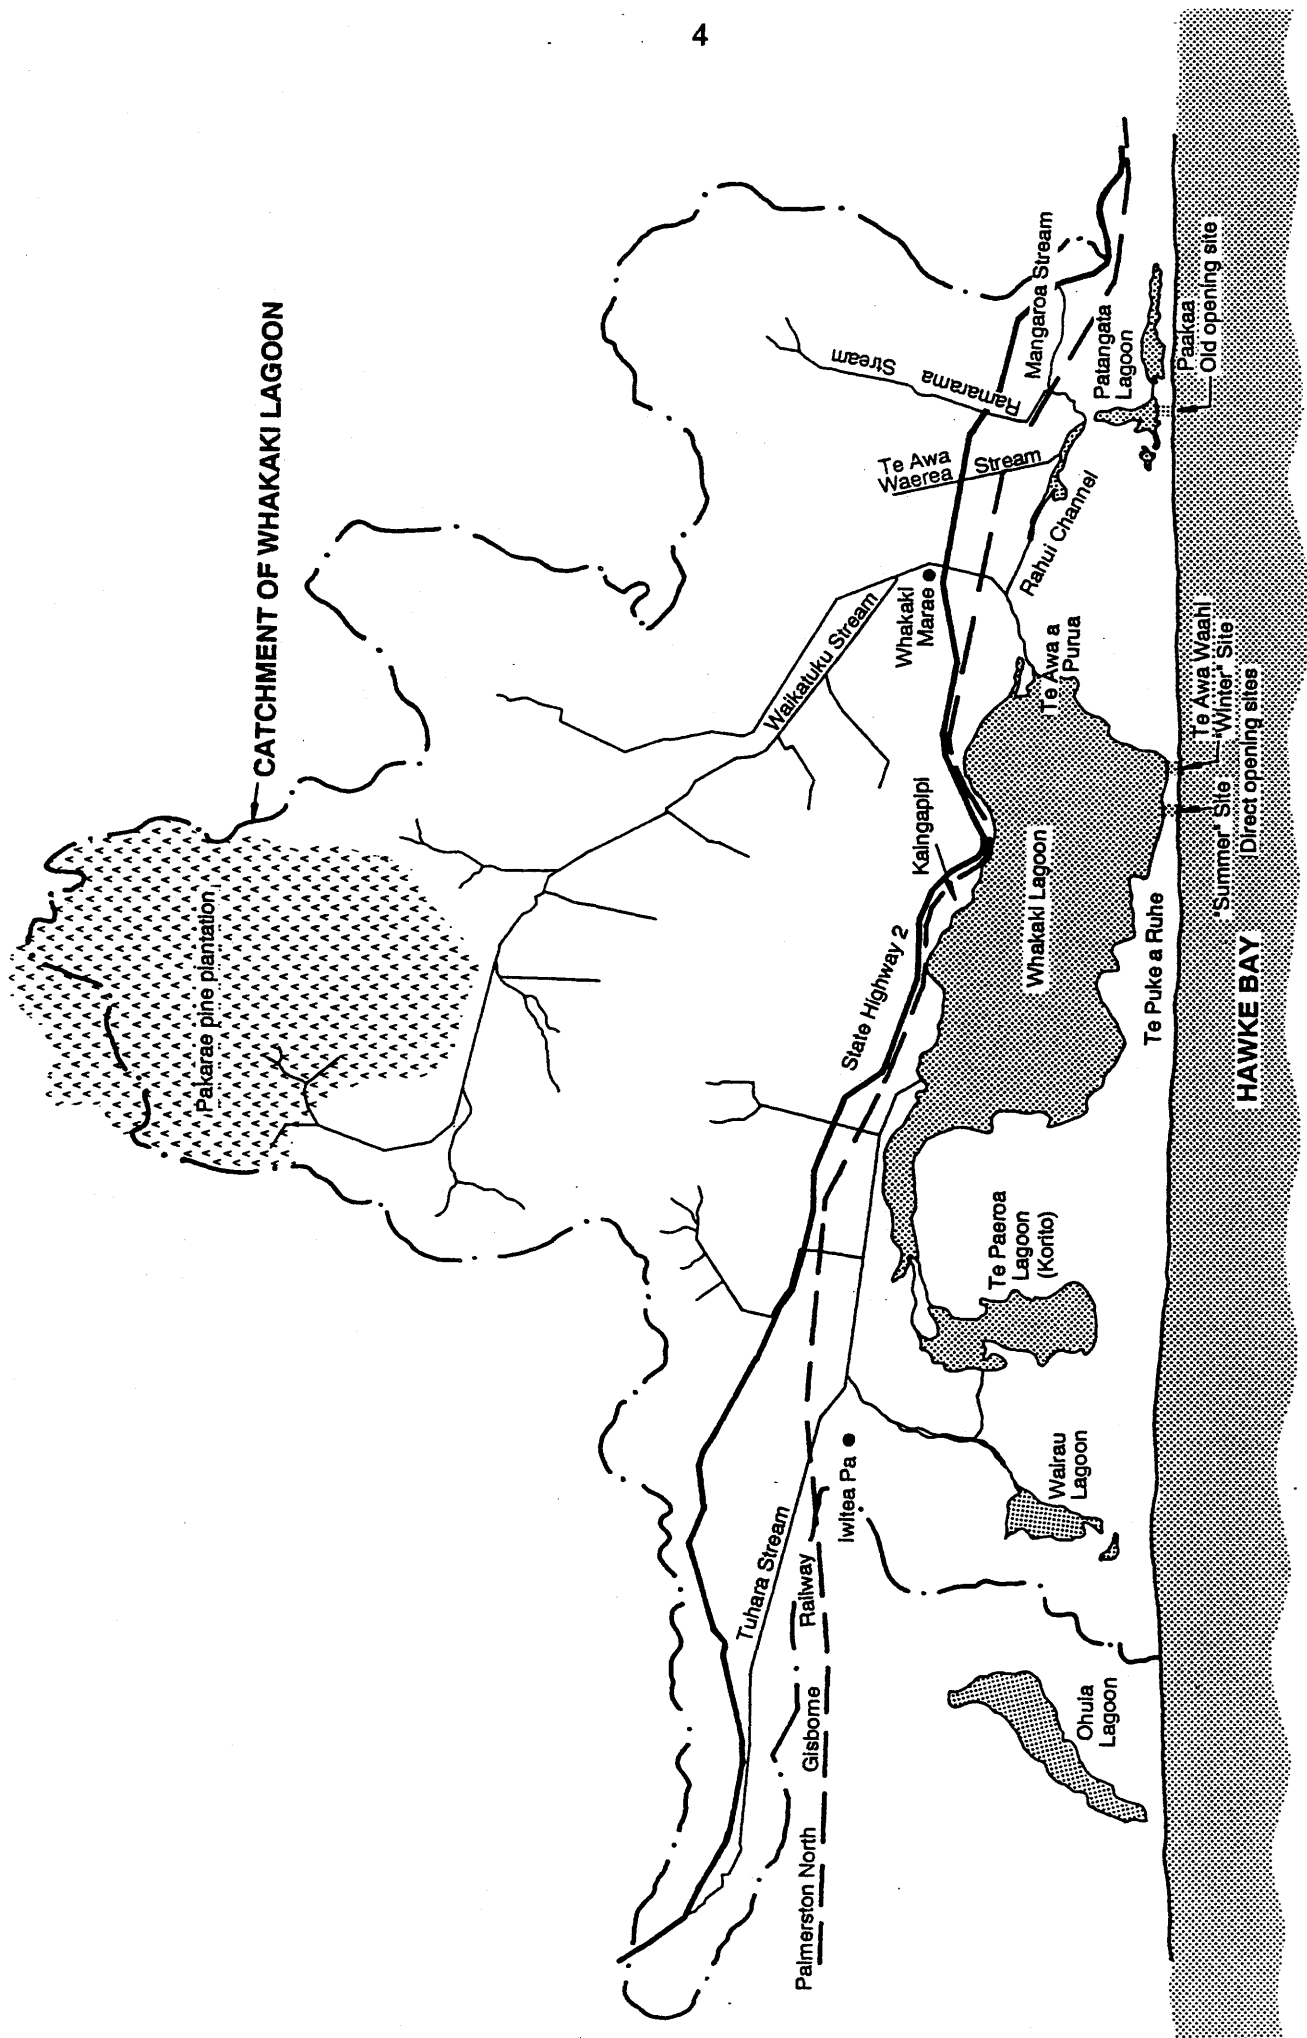 4
CATCHMENT OF WHAKAKI LAGOON
Pakarae pine plantation
Waikatuku Stream
Whakaki
Marae
Te Awa
Waerea
Stream
Ramarama
Stream
Mangaroa Stream
Patangata
Lagoon
Paakaa
Old opening site
Rahui Channel
Te Awa a
Purua
Te Awa Waahi
"Winter" Site
"Summer" Site
Direct opening sites
Kaingapipi
State Highway 2
Whakaki Lagoon
Te Puke a Ruhe
HAWKE BAY
Te Paeroa
Lagoon
(Korito)
Wairau
Lagoon
Iwitea Pa
Tuhara Stream
Palmerston North Gisborne Railway
Ohuia
Lagoon